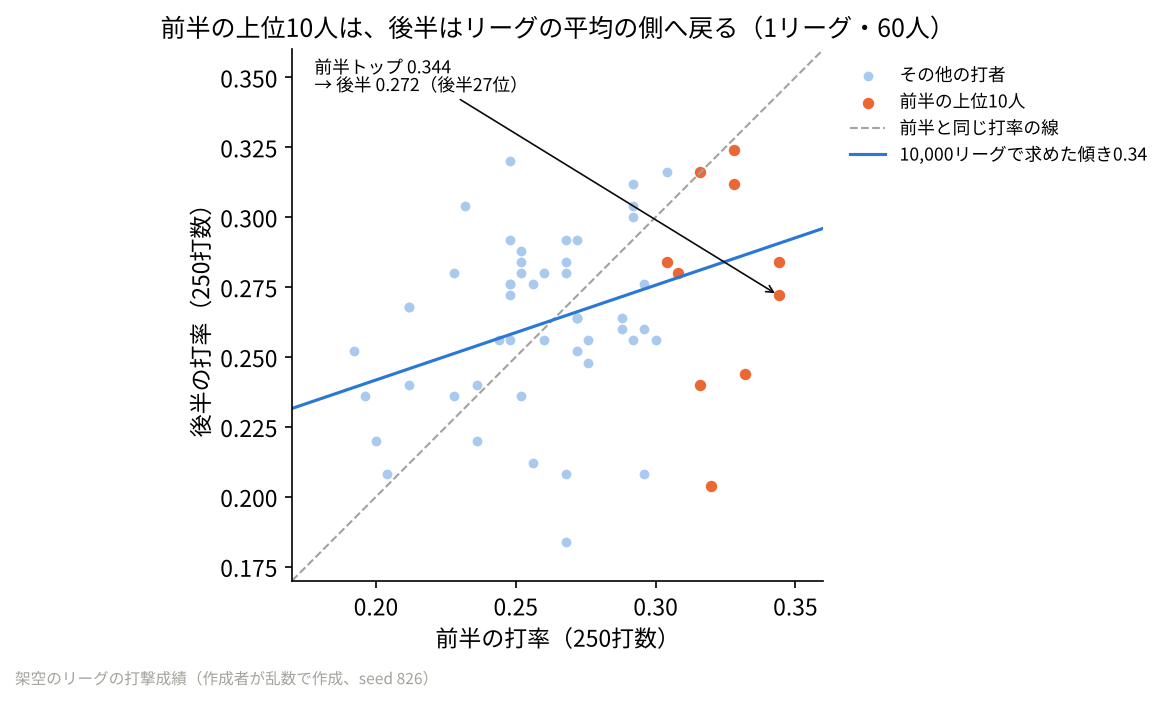 前半の上位10人は、後半はリーグの平均の側へ戻る（1リーグ・60人）
前半トップ 0.344
→ 後半 0.272（後半27位）
その他の打者
前半の上位10人
前半と同じ打率の線
10,000リーグで求めた傾き0.34
後半の打率（250打数）
0.350
0.325
0.300
0.275
0.250
0.225
0.200
0.175
0.20
0.25
0.30
0.35
前半の打率（250打数）
架空のリーグの打撃成績（作成者が乱数で作成、seed 826）